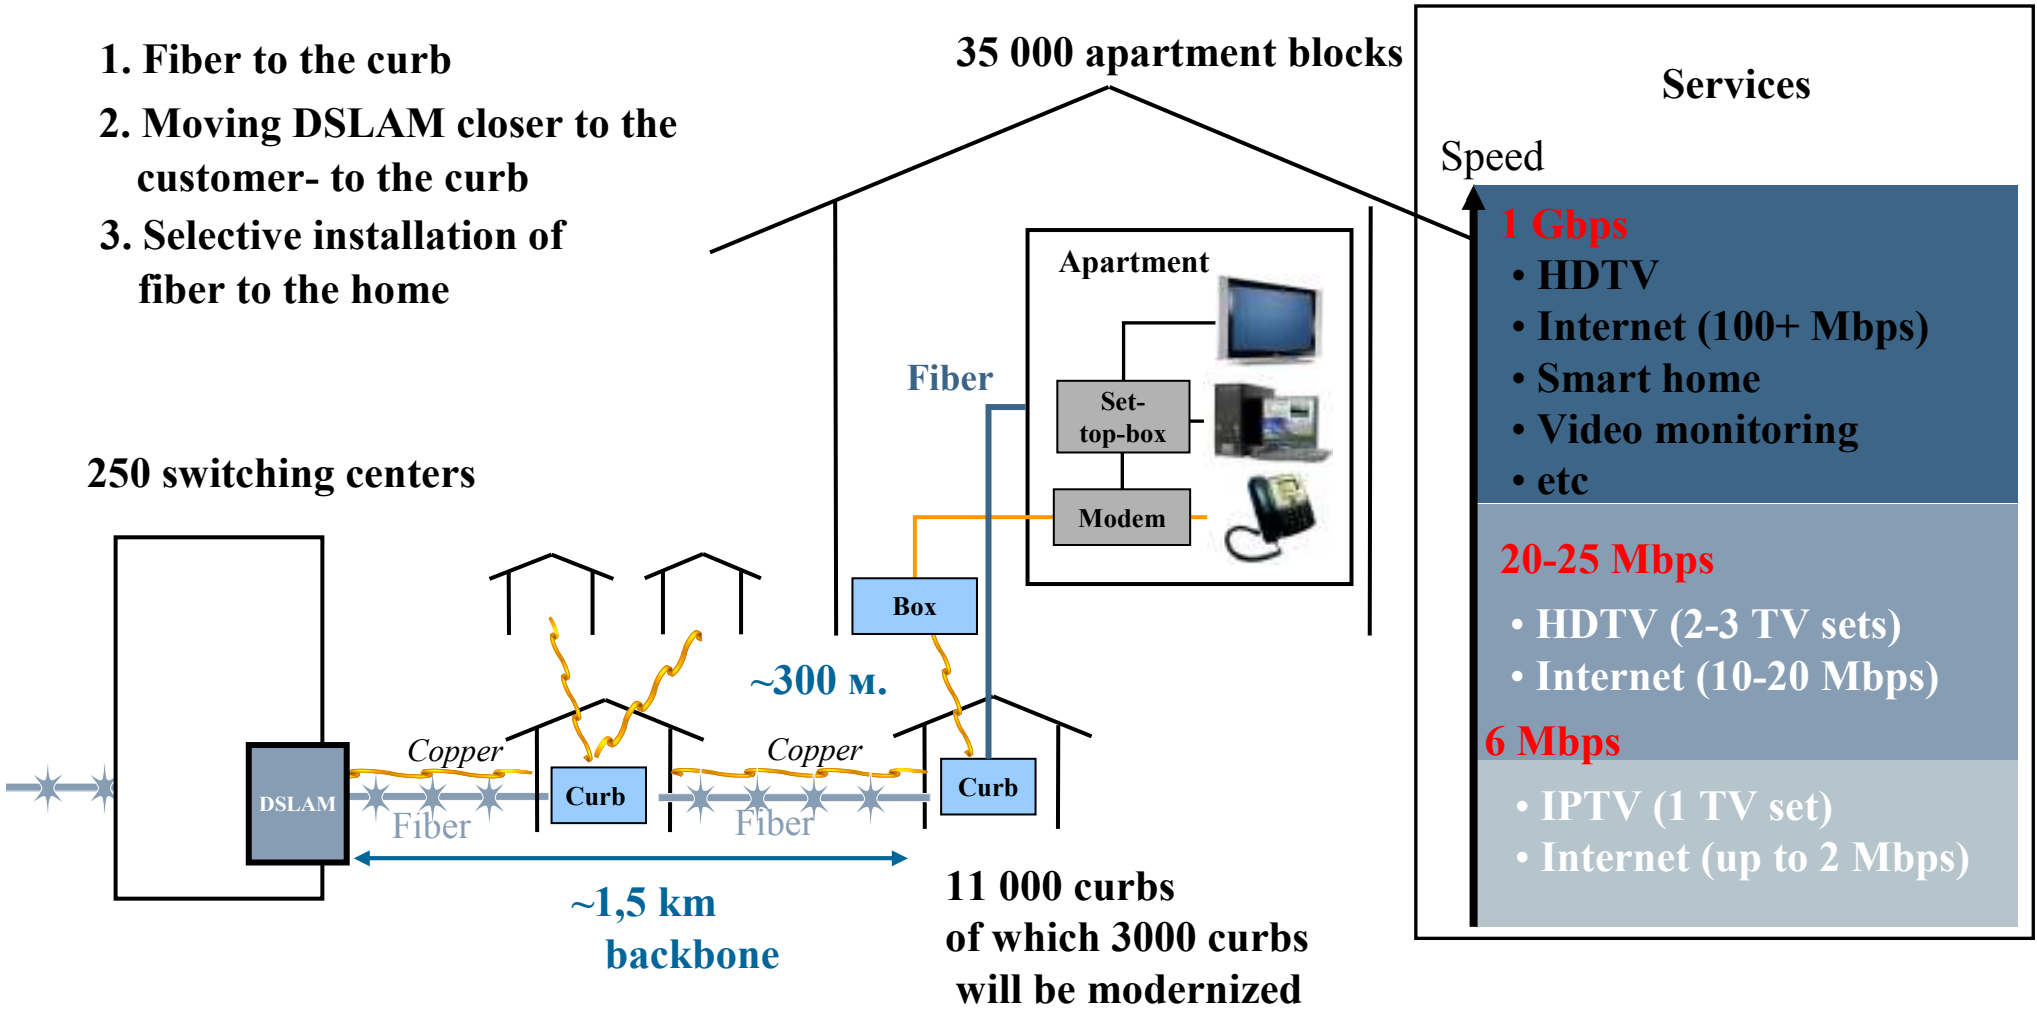 1. Fiber to the curb
2. Moving DSLAM closer to the
customer- to the curb
3. Selective installation of
fiber to the home
35 000 apartment blocks
Services
Speed
1 Gbps
• HDTV
• Internet (100+ Mbps)
• Smart home
• Video monitoring
• etc
20-25 Mbps
• HDTV (2-3 TV sets)
• Internet (10-20 Mbps)
6 Mbps
• IPTV (1 TV set)
• Internet (up to 2 Mbps)
Apartment
Fiber
Set-
top-box
Modem
Box
250 switching centers
~300 м.
Copper
Copper
DSLAM
Curb
Curb
Fiber
Fiber
~1,5 km
backbone
11 000 curbs
of which 3000 curbs
will be modernized